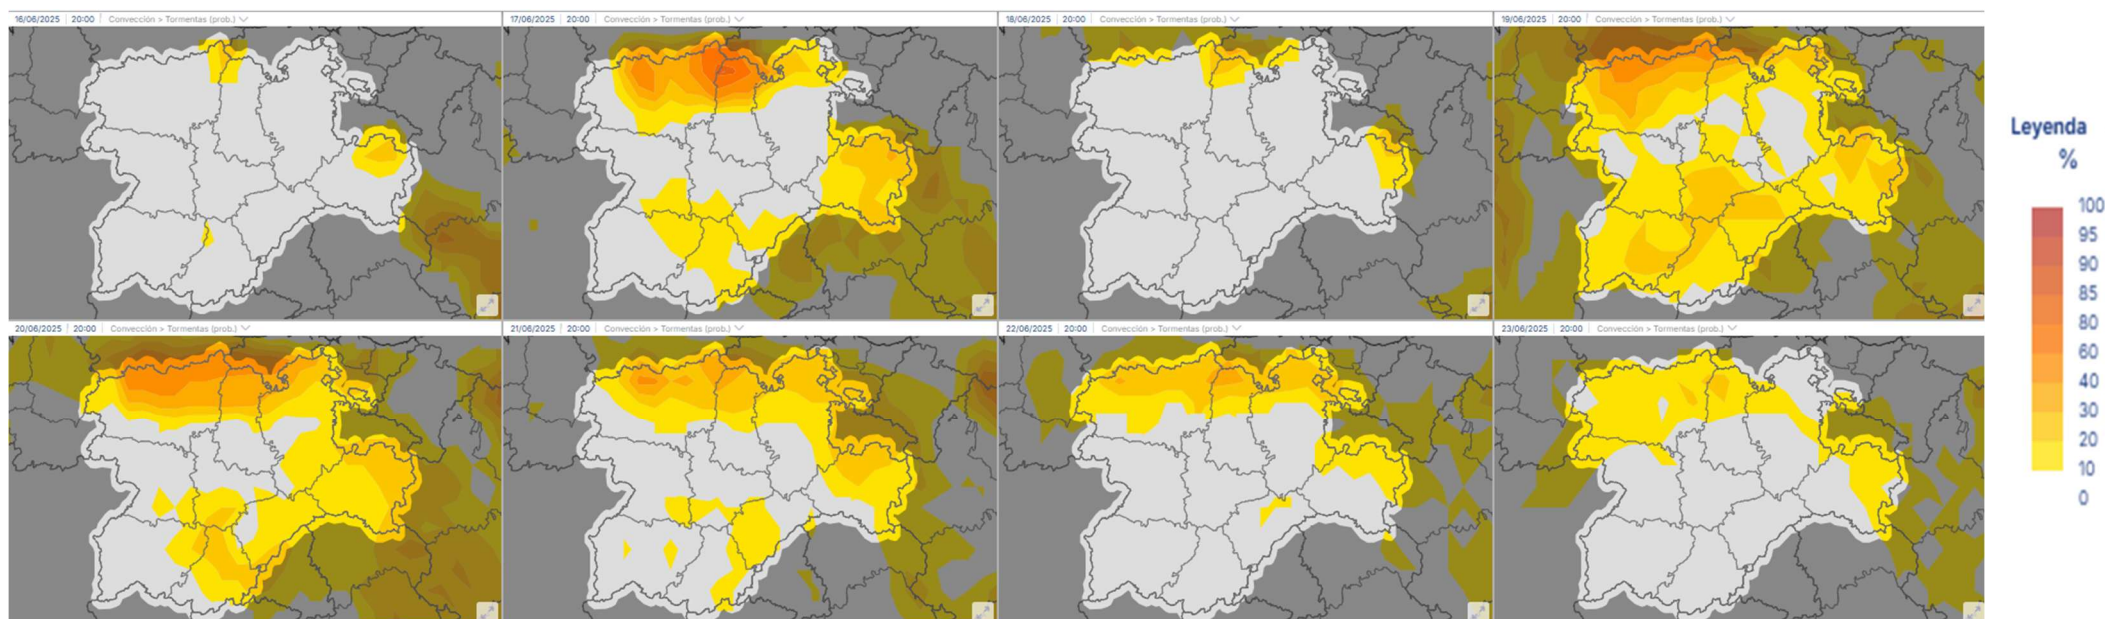 16/06/2025 20:00 Convección > Tormentas (prob.)
17/06/2025 20:00 Convección > Tormentas (prob.)
18/06/2025 20:00 Convección > Tormentas (prob.)
19/06/2025 20:00 Convección > Tormentas (prob.)
20/06/2025 20:00 Convección > Tormentas (prob.)
21/06/2025 20:00 Convección > Tormentas (prob.)
22/06/2025 20:00 Convección > Tormentas (prob.)
23/06/2025 20:00 Convección > Tormentas (prob.)
Leyenda
%
100
95
90
85
80
60
40
30
20
10
0